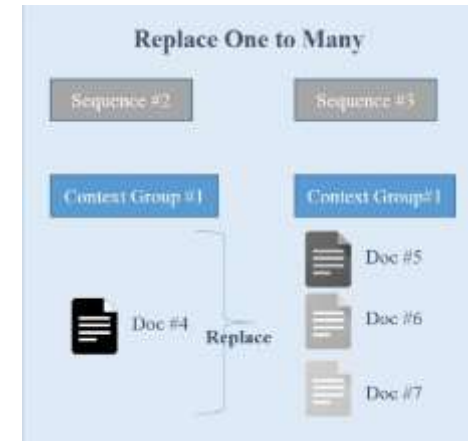 Replace One to Many
Sequence #2
Sequence #3
Context Group #1
Context Group#1
Doc #4
Replace
Doc #5
Doc #6
Doc #7